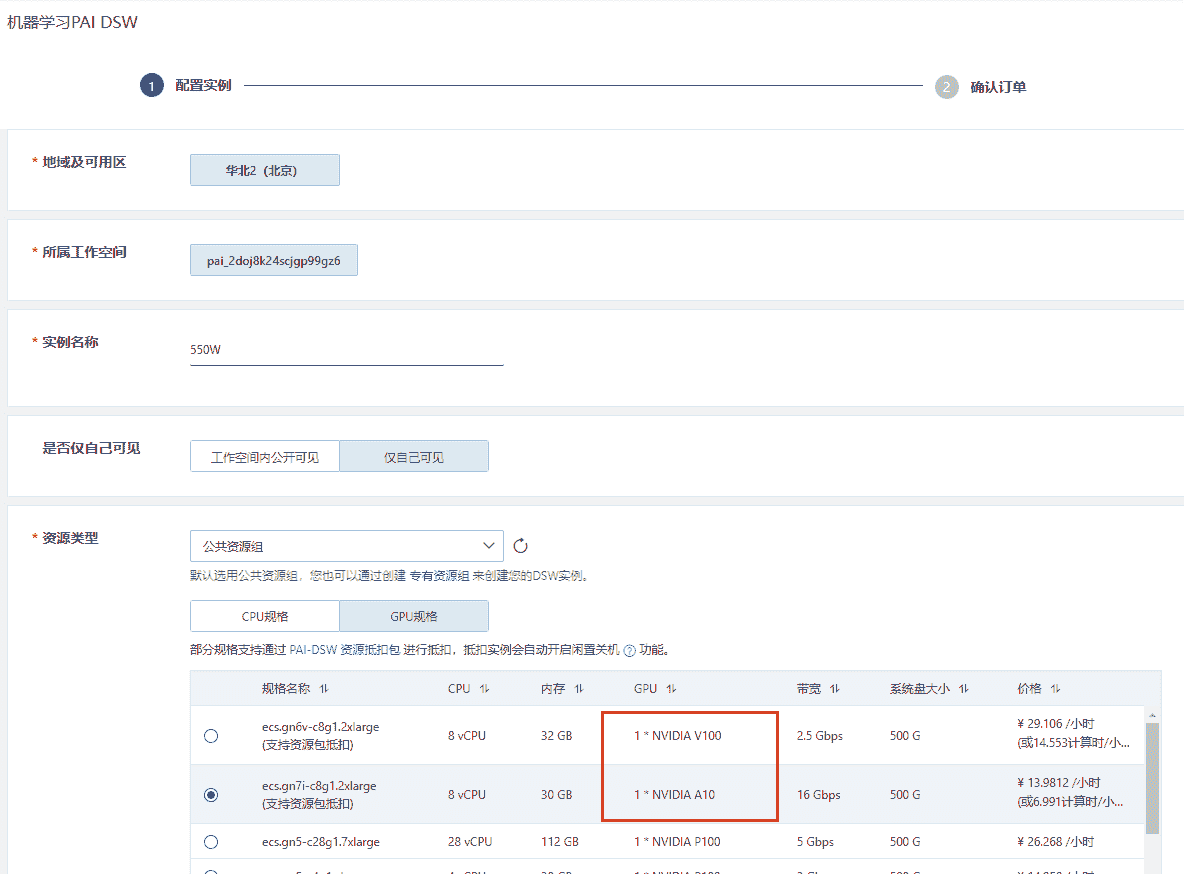 机器学习PAI DSW
1 配置实例 2 确认订单
* 地域及可用区 华北2（北京）
* 所属工作空间 pai_2doj8k24scjgp99gz6
* 实例名称 550W
是否仅自己可见 工作空间内公开可见 仅自己可见
* 资源类型 公共资源组
默认选用公共资源组，您也可以通过创建 专有资源组 来创建您的DSW实例。
CPU规格 GPU规格
部分规格支持通过 PAI-DSW 资源抵扣包 进行抵扣，抵扣实例会自动开启闲置关机 ? 功能。
规格名称 CPU 内存 GPU 带宽 系统盘大小 价格
ecs.gn6v-c8g1.2xlarge 8 vCPU 32 GB 1 * NVIDIA V100 2.5 Gbps 500 G ¥ 29.106 /小时
(支持资源包抵扣) (或14.553计算时/小...
ecs.gn7i-c8g1.2xlarge 8 vCPU 30 GB 1 * NVIDIA A10 16 Gbps 500 G ¥ 13.9812 /小时
(支持资源包抵扣) (或6.991计算时/小...
ecs.gn5-c28g1.7xlarge 28 vCPU 112 GB 1 * NVIDIA P100 5 Gbps 500 G ¥ 26.268 /小时